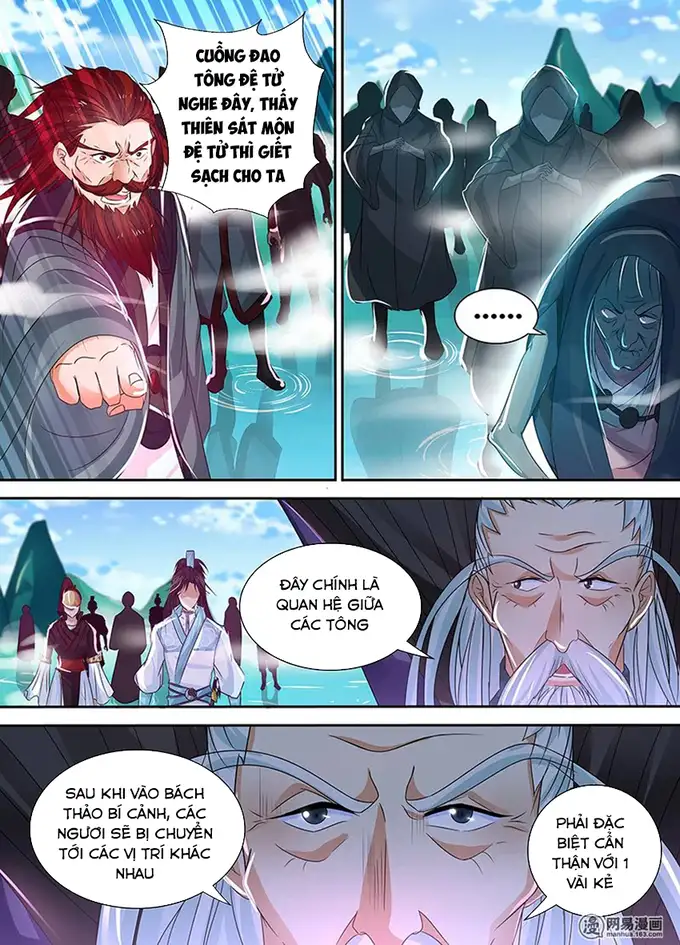 CUỒNG ĐAO
TÔNG ĐỆ TỬ
NGHE ĐÂY, THẤY
THIÊN SÁT MÔN
ĐỆ TỬ THÌ GIẾT
SẠCH CHO TA
......
ĐÂY CHÍNH LÀ
QUAN HỆ GIỮA
CÁC TÔNG
SAU KHI VÀO BÁCH
THẢO BÍ CẢNH, CÁC
NGƯƠI SẼ BỊ CHUYỂN
TỚI CÁC VỊ TRÍ KHÁC
NHAU
PHẢI ĐẶC
BIỆT CẨN
THẬN VỚI 1
VÀI KẺ
网易漫画
manhua.163.com